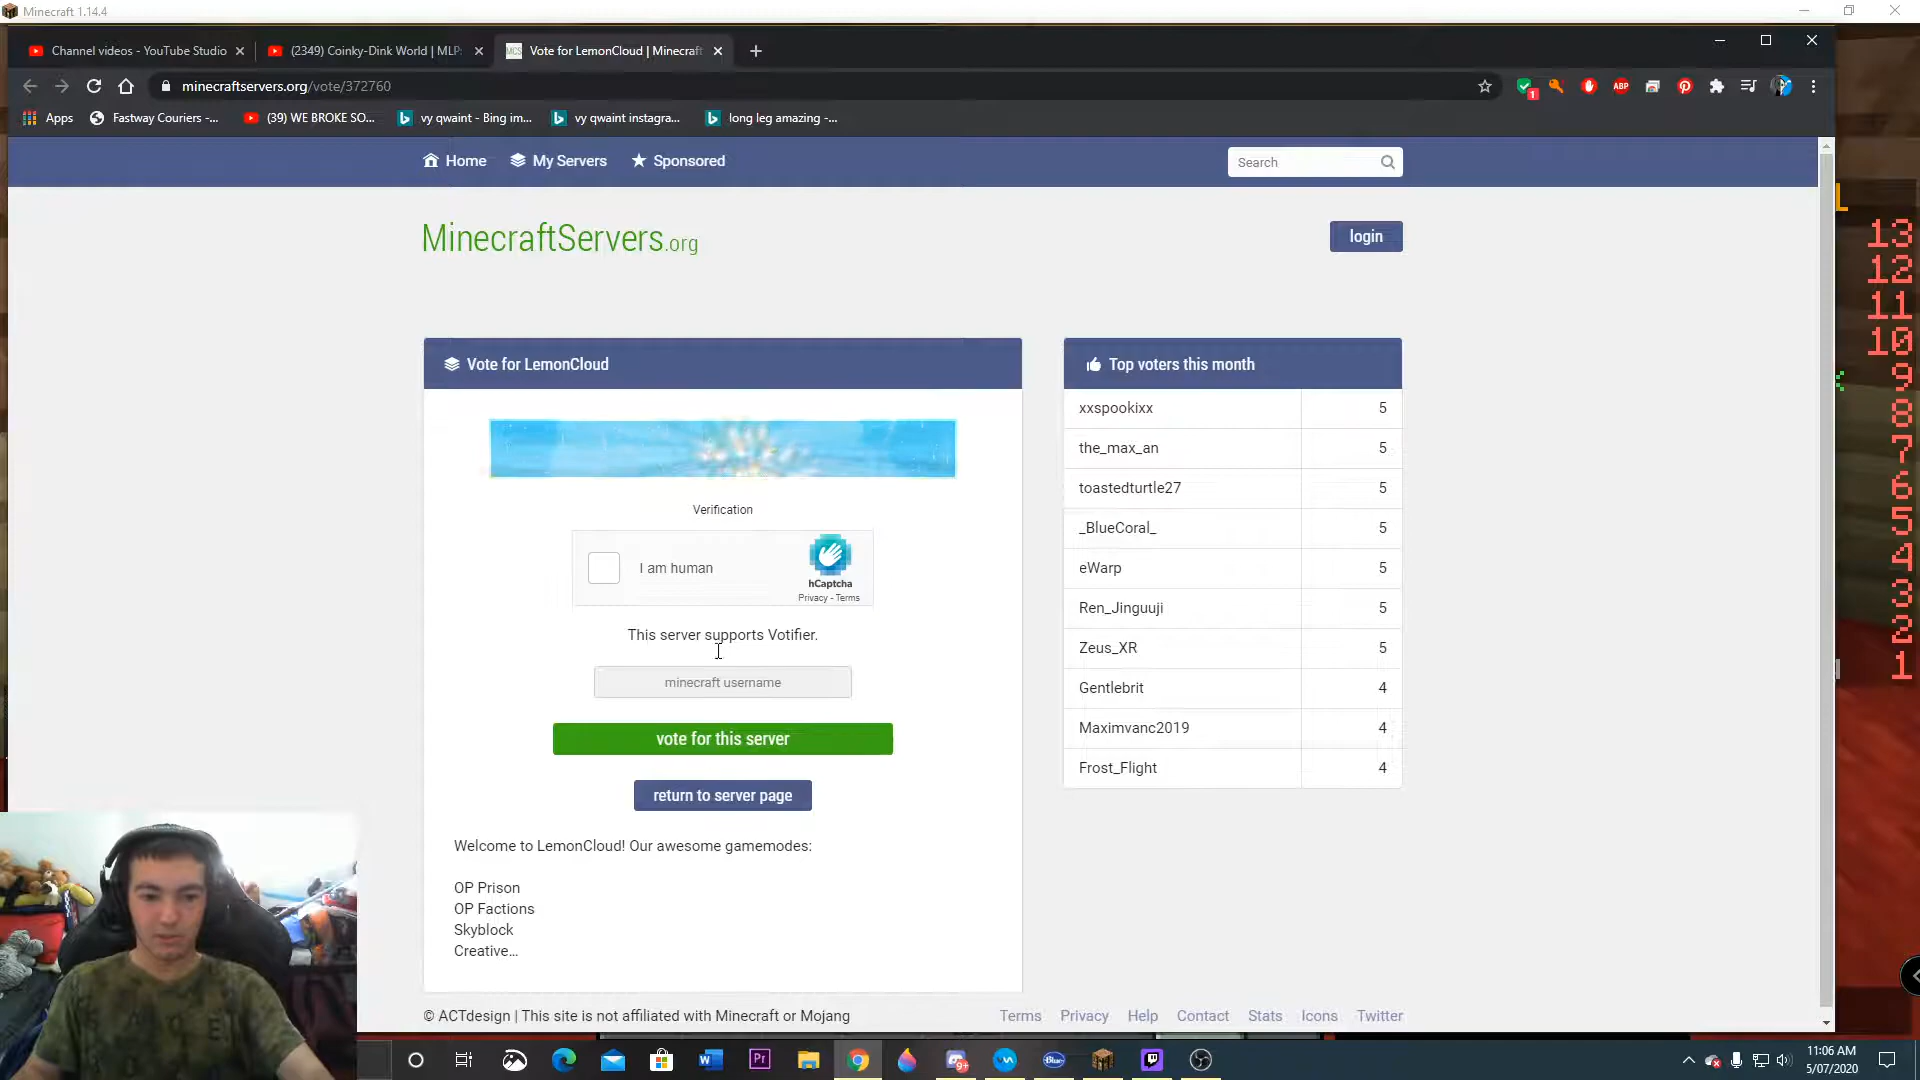 Minecraft 1.14.4
Channel videos - YouTube Studio
(2349) Coinky-Dink World | MLP:
Vote for LemonCloud | Minecraft
minecraftservers.org/vote/372760
Apps
Fastway Couriers -...
(39) WE BROKE SO...
vy qwaint - Bing im...
vy qwaint instagra...
long leg amazing -...
1
ABP
Home
My Servers
Sponsored
Search
MinecraftServers.org
login
Vote for LemonCloud
Verification
I am human
hCaptcha
Privacy - Terms
This server supports Votifier.
minecraft username
vote for this server
return to server page
Welcome to LemonCloud! Our awesome gamemodes:
OP Prison
OP Factions
Skyblock
Creative...
Top voters this month
xxspookixx 5
the_max_an 5
toastedturtle27 5
_BlueCoral_ 5
eWarp 5
Ren_Jinguuji 5
Zeus_XR 5
Gentlebrit 4
Maximvanc2019 4
Frost_Flight 4
© ACTdesign | This site is not affiliated with Minecraft or Mojang
Terms
Privacy
Help
Contact
Stats
Icons
Twitter
13
12
11
10
9
8
7
6
5
4
3
2
1
Pr
9+
Blue
11:06 AM
5/07/2020